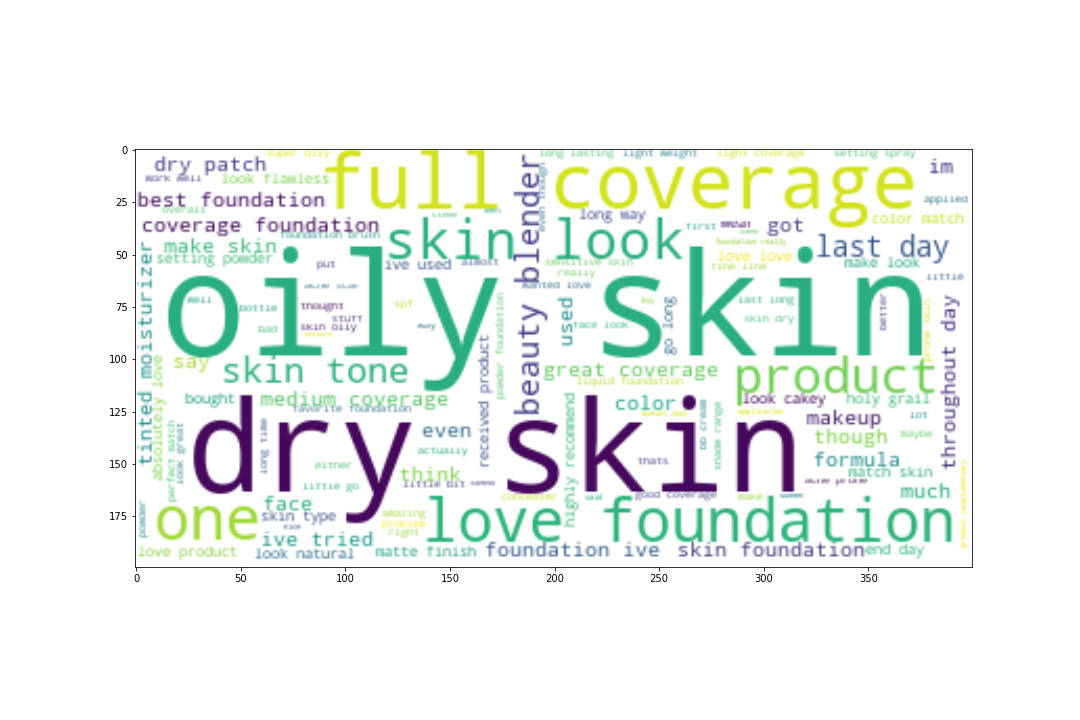 0
25
50
75
100
125
150
175
0
50
100
150
200
250
300
350
super oily
full coverage
long lasting
light weight
light coverage
setting spray
dry patch
work well
look flawless
im
best foundation
even though
applied
overall
long way
color match
coverage foundation
foundation brush
first
got
skin look
beauty blender
make skin
foundation really
last day
setting powder
put
ive used
almost
sensitive skin
really
love love
fine line
make look
little
tinted moisturizer
oily skin
well
bottle
thought
stuff
spf
used
go long
buy
last long
better
bad
skin oily
way
powder foundation
face look
skin dry
prone skin
throughout day
say
skin tone
received product
great coverage
liquid foundation
product
absolutely love
bought
medium coverage
favorite foundation
color
look cakey
holy grail
dry skin
even
actually
highly recommend
bb cream
shade range
application
makeup
lot
though
maybe
perfect match
look great
long time
either
think
thats
formula
match skin
little go
little bit
concealer
good coverage
make
acne prone
much
powder
one
face
skin type
amazing
problem
right
love foundation
ive tried
love product
look natural
matte finish
foundation ive
skin foundation
end day